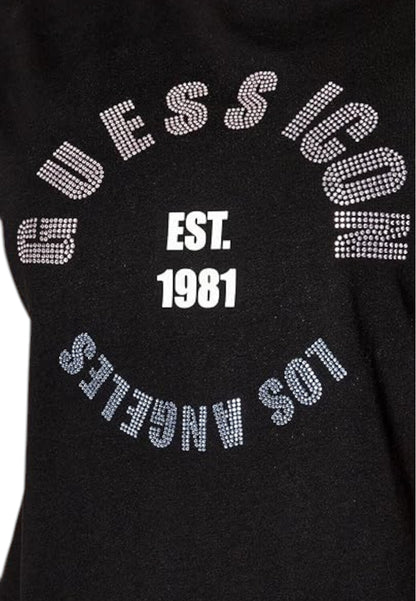 GUESS ICON
EST.
1981
LOS ANGELES